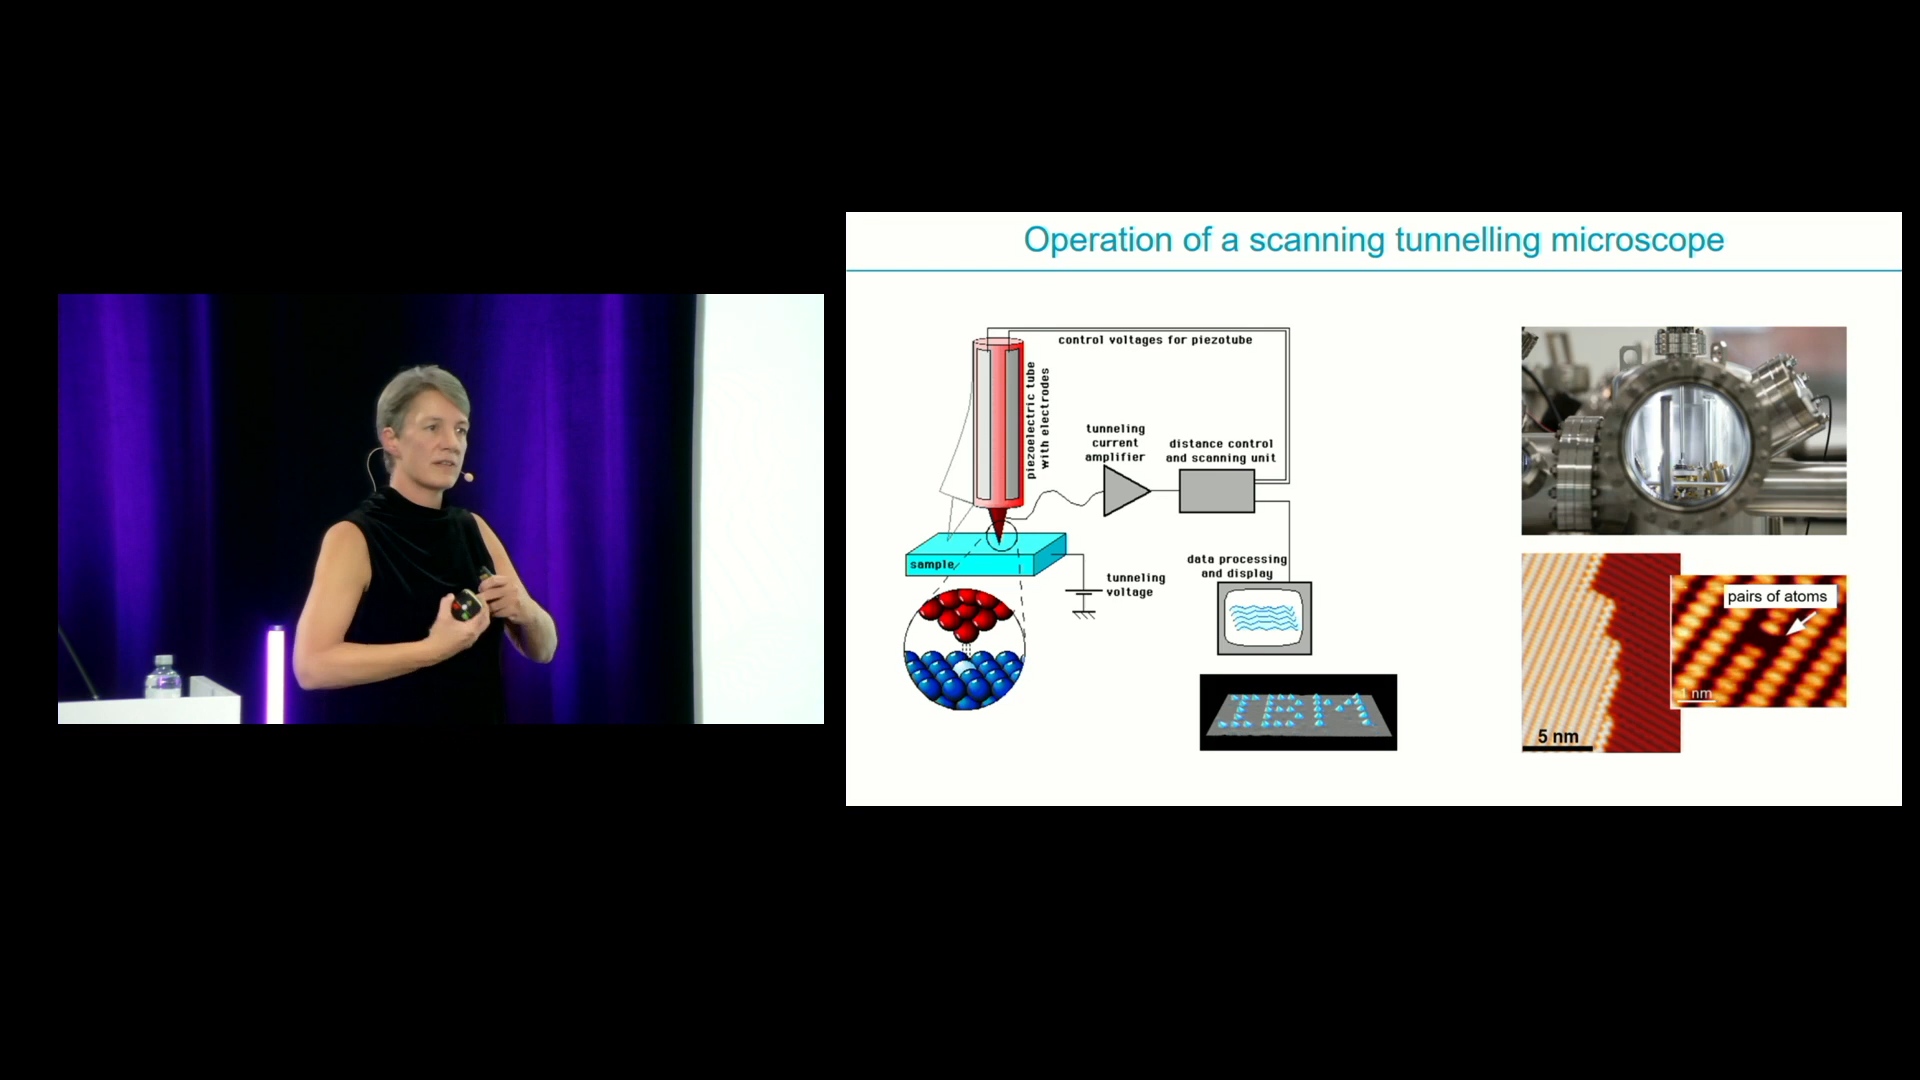 Operation of a scanning tunnelling microscope
control voltages for piezotube
piezoelectric tube
with electrodes
tunneling
current
amplifier
distance control
and scanning unit
sample
tunneling
voltage
data processing
and display
IBM
pairs of atoms
1 nm
5 nm